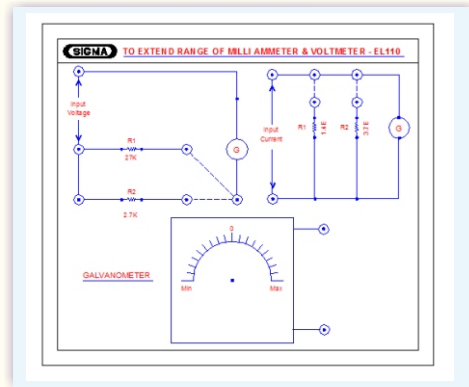 SIGMA TO EXTEND RANGE OF MILLI AMMETER & VOLTMETER - EL110
Input
Voltage
R1
27K
R2
2.7K
G
Input
Current
R1
1.4E
R2
3.2E
G
GALVANOMETER
0
Min
Max